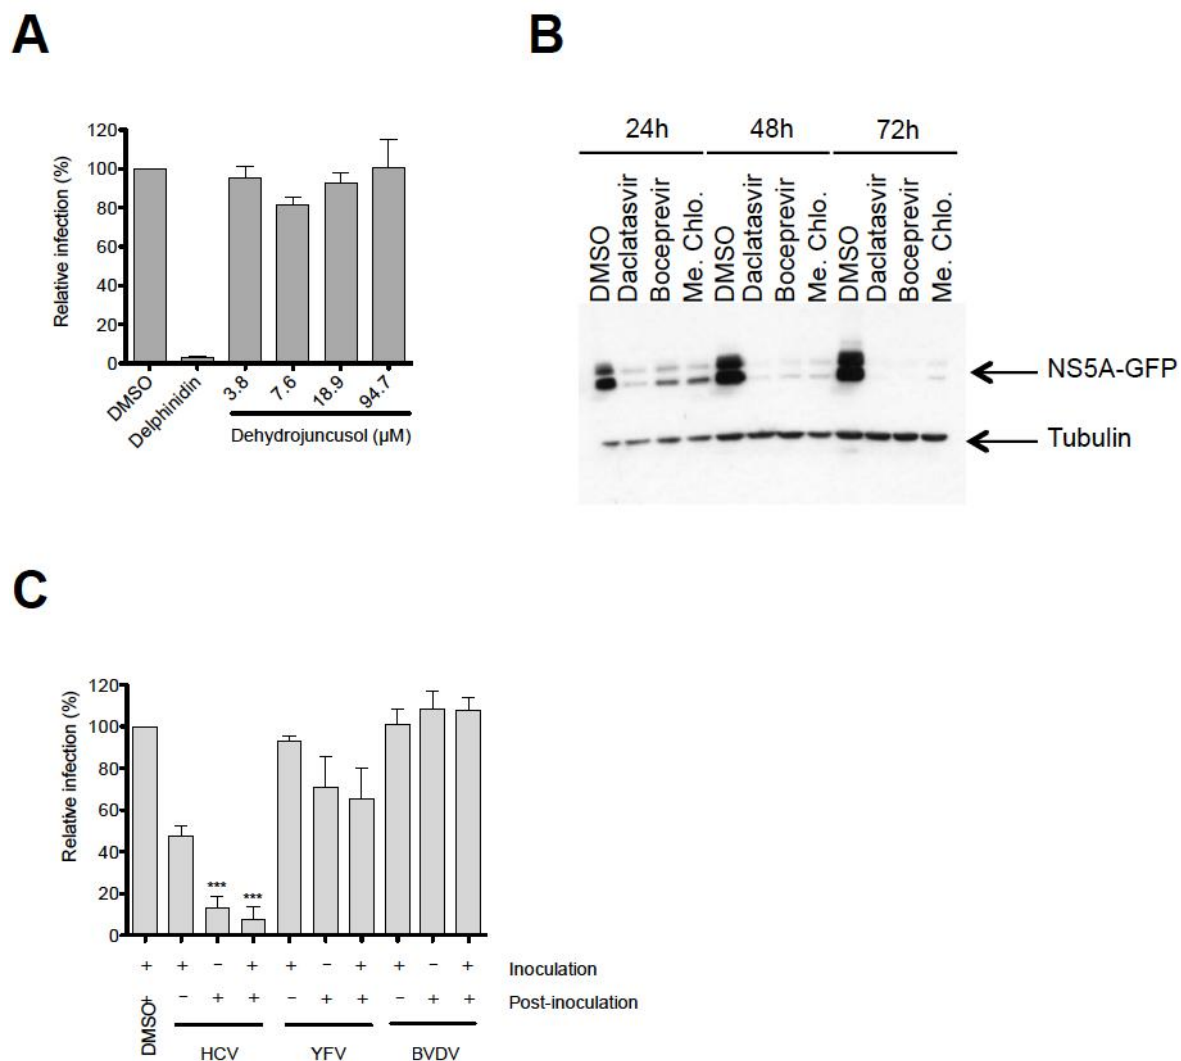 A
B
120
100
80
60
40
20
0
Relative infection (%)
DMSO
Delphinidin
3.8
7.6
18.9
94.7
Dehydrojuncusol (µM)
24h
48h
72h
DMSO
Daclatasvir
Boceprevir
Me. Chlo.
DMSO
Daclatasvir
Boceprevir
Me. Chlo.
DMSO
Daclatasvir
Boceprevir
Me. Chlo.
NS5A-GFP
Tubulin
C
120
100
80
60
40
20
0
Relative infection (%)
***
***
+ + − + + − + + − + Inoculation
+ − + + − + + − + + Post-inoculation
DMSO
HCV
YFV
BVDV